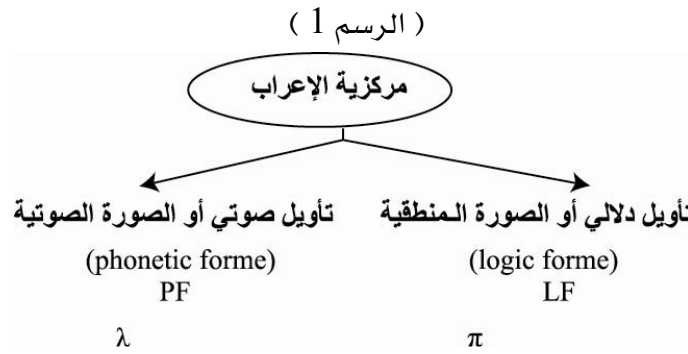 ( الرسم 1 )
مركزية الإعراب
تأويل دلالي أو الصورة الـمنطقية
(logic forme)
LF
π
تأويل صوتي أو الصورة الصوتية
(phonetic forme)
PF
λ